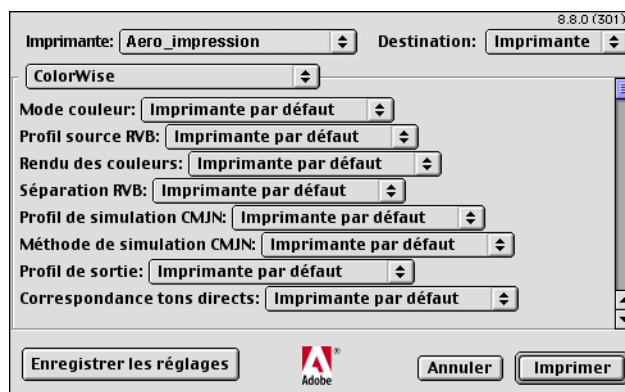 8.8.0 (301)
Imprimante: Aero_impression Destination: Imprimante
ColorWise
Mode couleur: Imprimante par défaut
Profil source RVB: Imprimante par défaut
Rendu des couleurs: Imprimante par défaut
Séparation RVB: Imprimante par défaut
Profil de simulation CMJN: Imprimante par défaut
Méthode de simulation CMJN: Imprimante par défaut
Profil de sortie: Imprimante par défaut
Correspondance tons directs: Imprimante par défaut
Enregistrer les réglages
Adobe®
Annuler
Imprimer